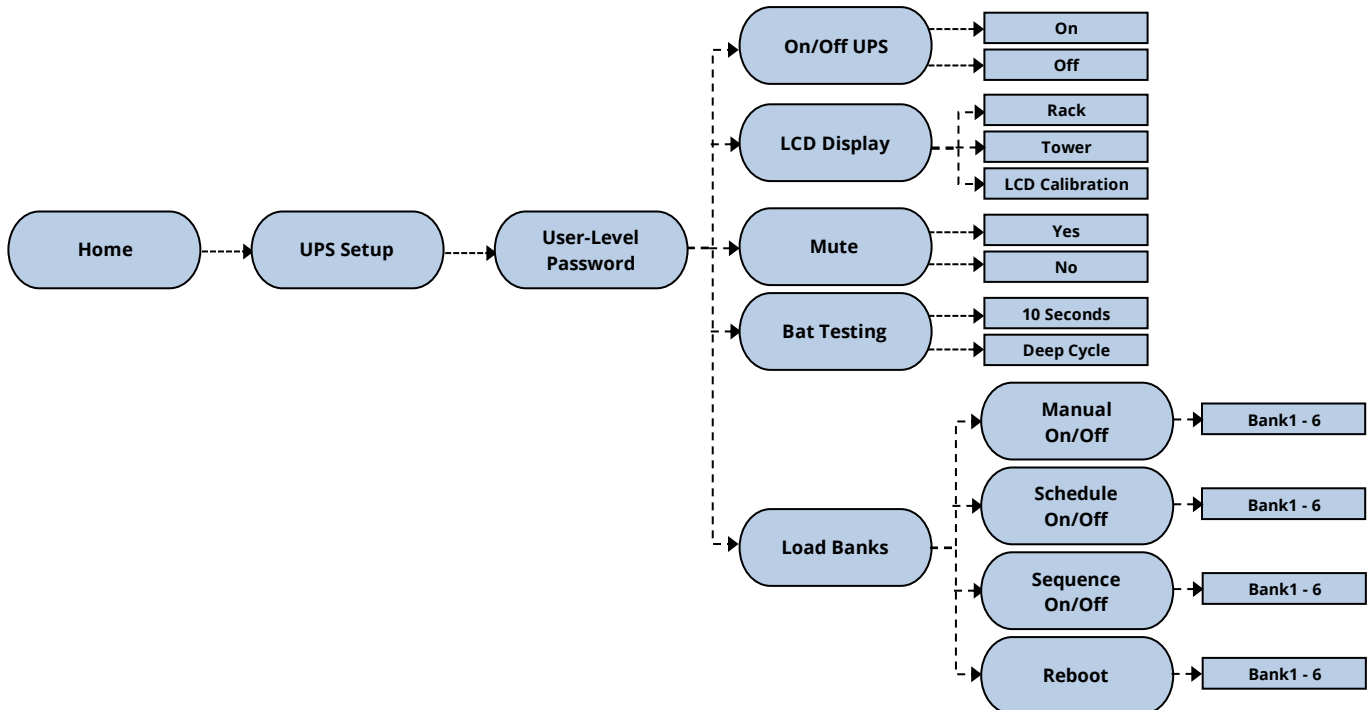 Home
UPS Setup
User-Level
Password
On/Off UPS
On
Off
LCD Display
Rack
Tower
LCD Calibration
Mute
Yes
No
Bat Testing
10 Seconds
Deep Cycle
Load Banks
Manual
On/Off
Bank1 - 6
Schedule
On/Off
Bank1 - 6
Sequence
On/Off
Bank1 - 6
Reboot
Bank1 - 6